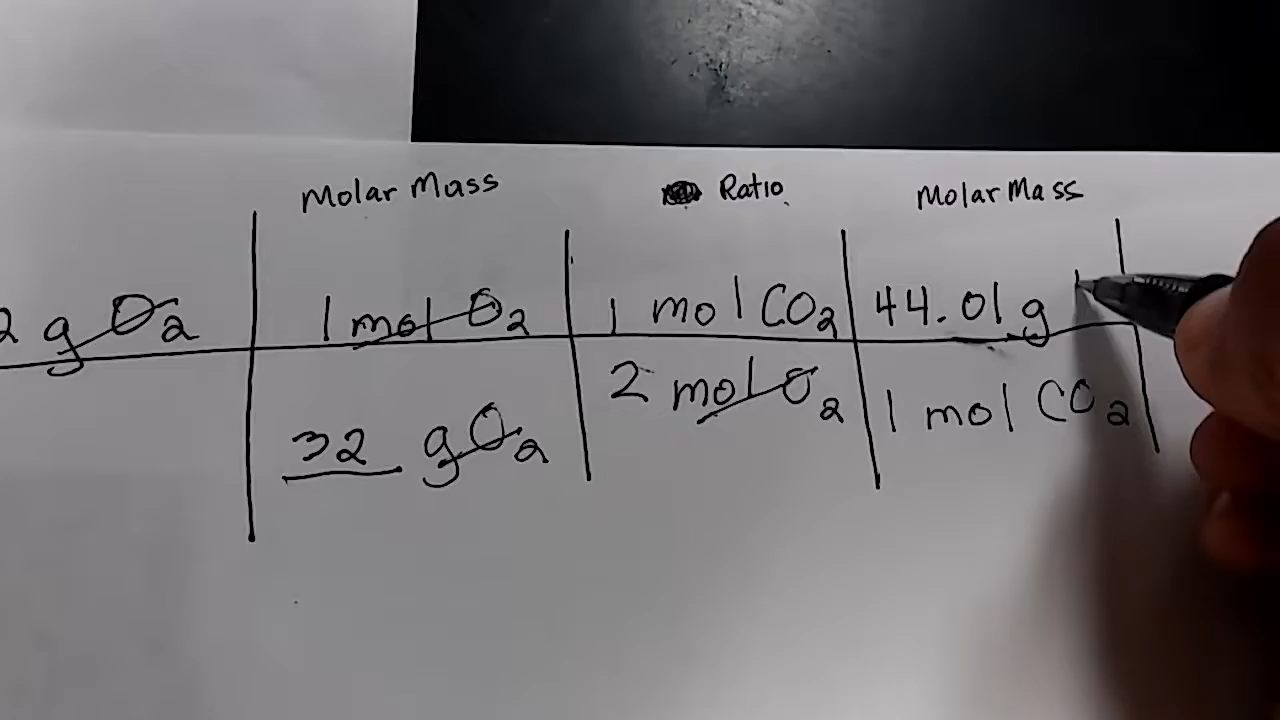 Molar Mass Ratio Molar Mass
2 g O2 1 mol O2 1 mol CO2 44.01 g
32 g O2 2 mol O2 1 mol CO2